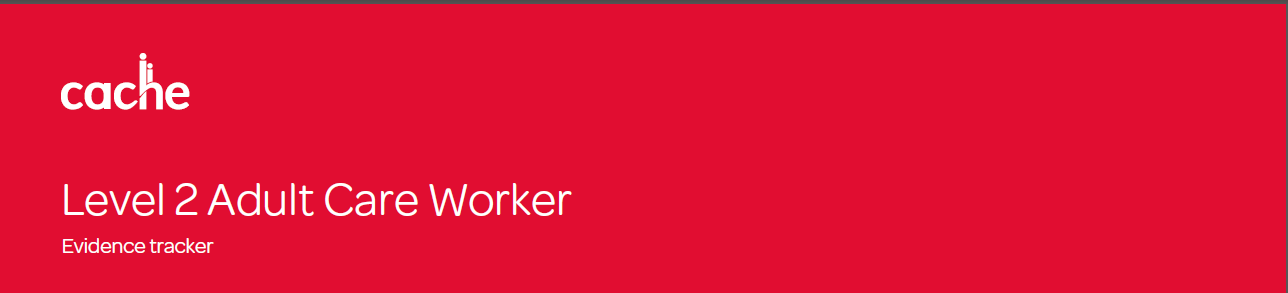 cache
Level 2 Adult Care Worker
Evidence tracker